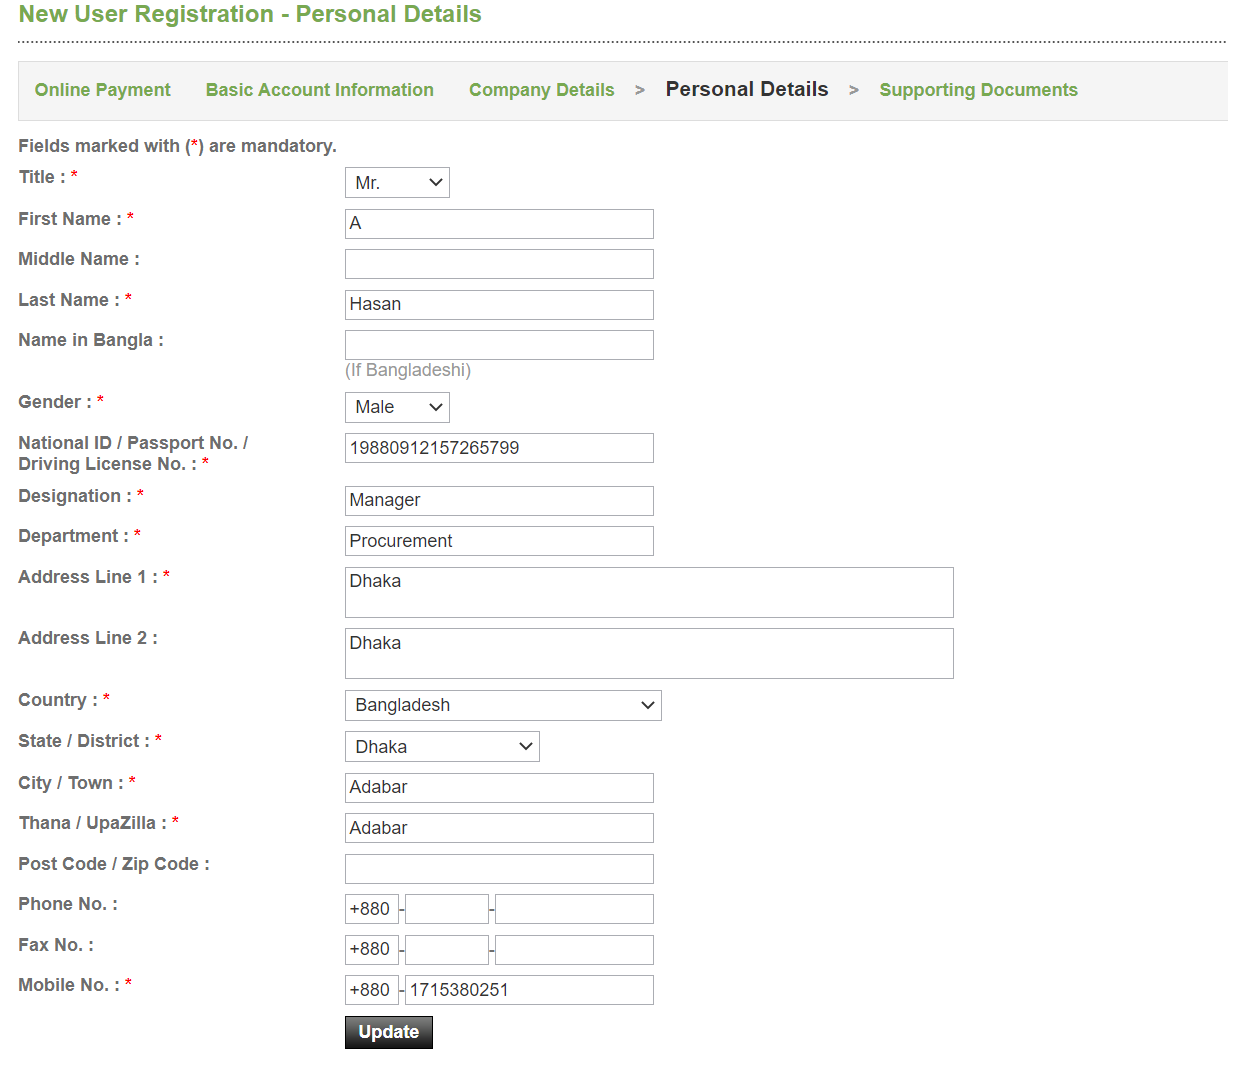 New User Registration - Personal Details
Online Payment Basic Account Information Company Details > Personal Details > Supporting Documents
Fields marked with (*) are mandatory.
Title : * Mr.
First Name : * A
Middle Name :
Last Name : * Hasan
Name in Bangla :
(If Bangladeshi)
Gender : * Male
National ID / Passport No. / 19880912157265799
Driving License No. : *
Designation : * Manager
Department : * Procurement
Address Line 1 : * Dhaka
Address Line 2 : Dhaka
Country : * Bangladesh
State / District : * Dhaka
City / Town : * Adabar
Thana / UpaZilla : * Adabar
Post Code / Zip Code :
Phone No. : +880 - -
Fax No. : +880 - -
Mobile No. : * +880 - 1715380251
Update